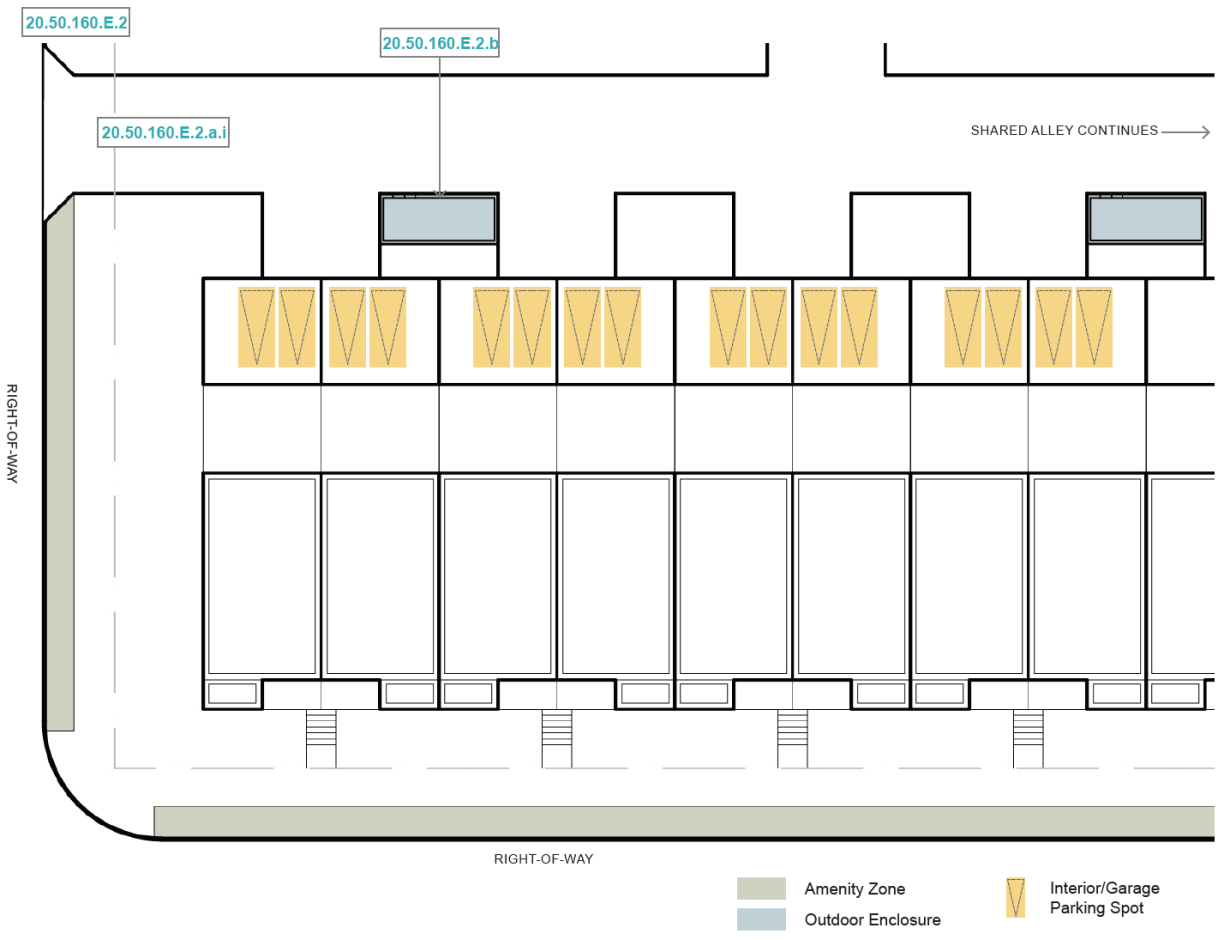 20.50.160.E.2
20.50.160.E.2.b
20.50.160.E.2.a.i
SHARED ALLEY CONTINUES
RIGHT-OF-WAY
RIGHT-OF-WAY
Amenity Zone
Outdoor Enclosure
Interior/Garage
Parking Spot